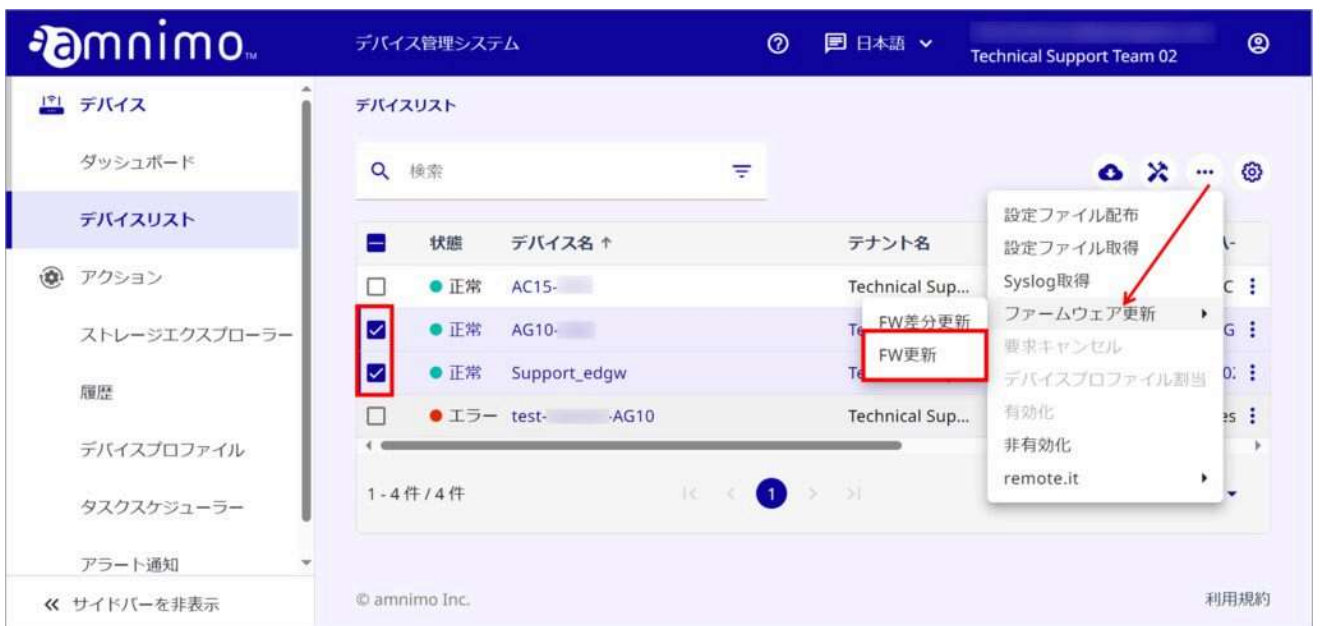 amnimo™ デバイス管理システム 日本語 Technical Support Team 02
デバイス
ダッシュボード
デバイスリスト
アクション
ストレージエクスプローラー
履歴
デバイスプロファイル
タスクスケジューラー
アラート通知
サイドバーを非表示
デバイスリスト
検索
状態 デバイス名 ↑ テナント名
正常 AC15- Technical Sup...
正常 AG10-
正常 Support_edgw
エラー test- -AG10 Technical Sup...
1 - 4 件 / 4 件 1
設定ファイル配布
設定ファイル取得
Syslog取得
ファームウェア更新
要求キャンセル
デバイスプロファイル割当
有効化
非有効化
remote.it
FW差分更新
FW更新
© amnimo Inc. 利用規約